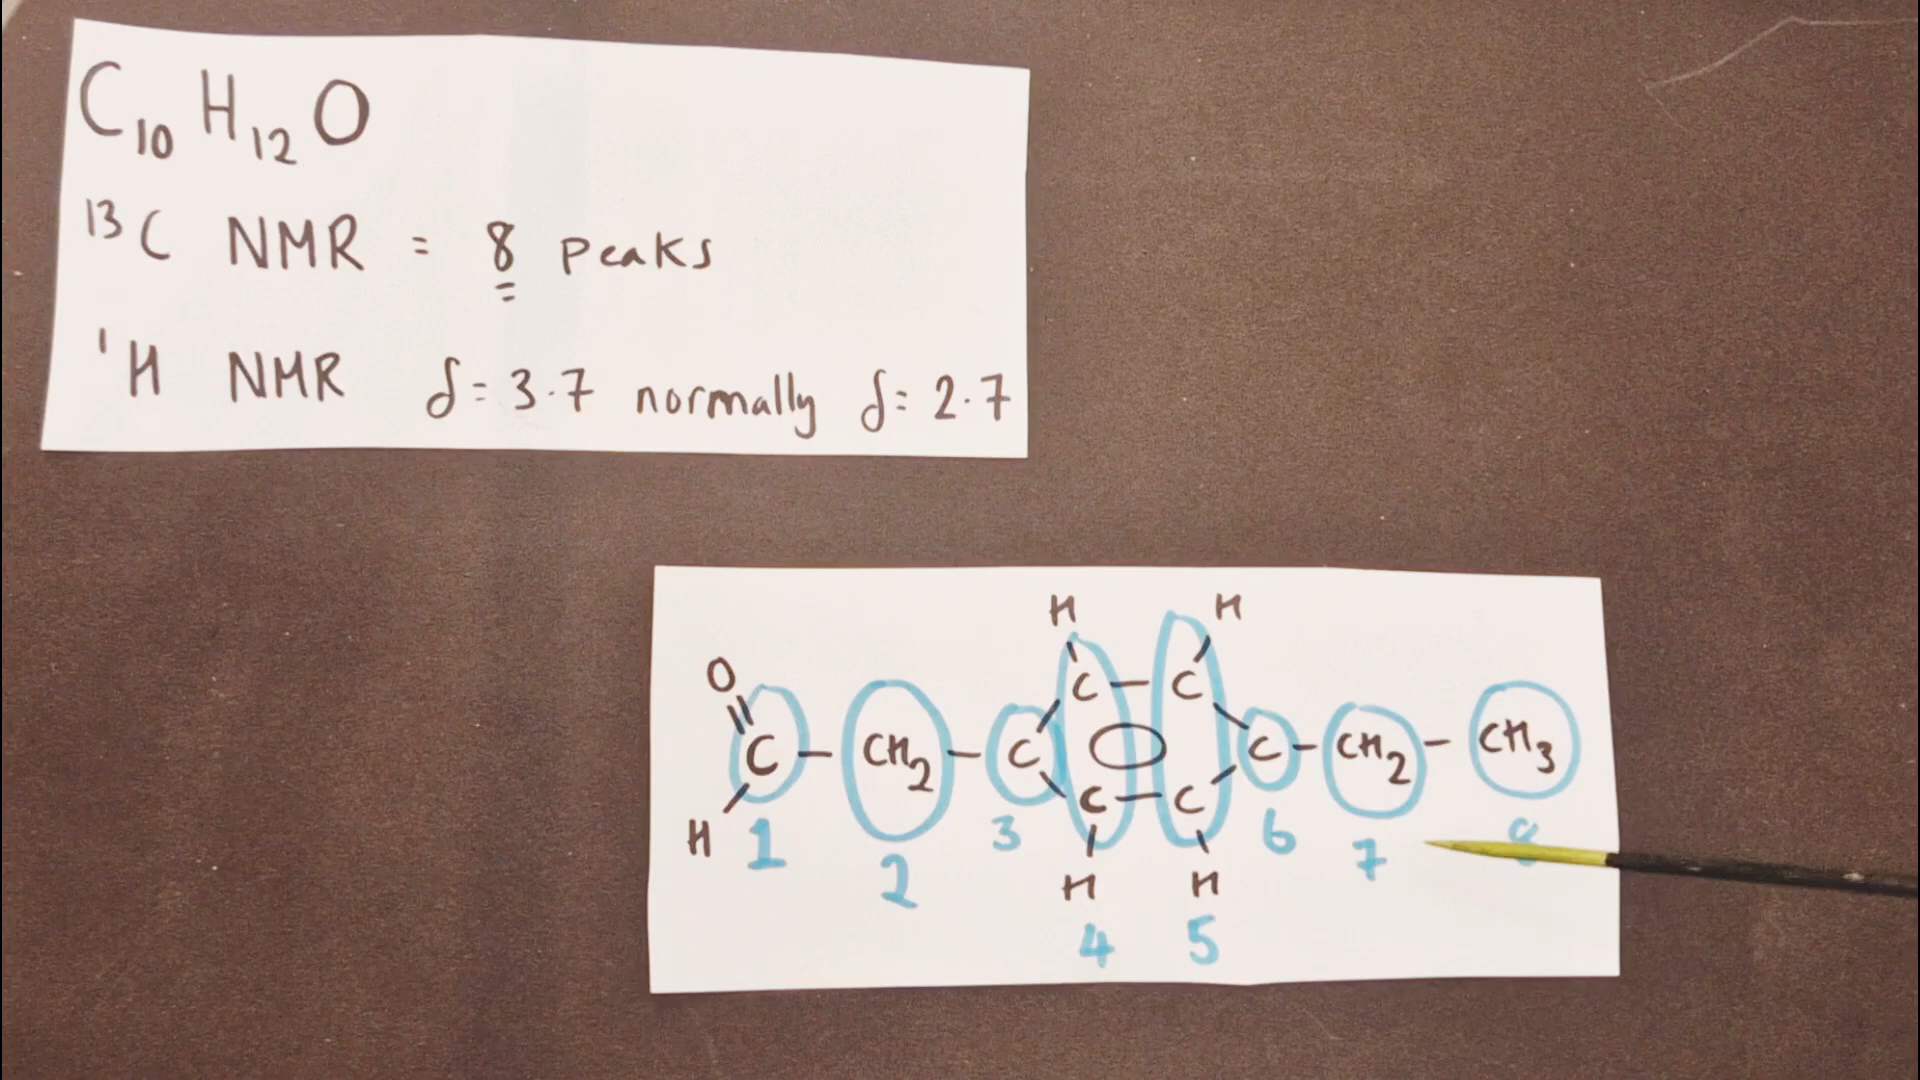 C₁₀H₁₂O
¹³C NMR = 8 peaks
¹H NMR δ= 3.7 normally δ= 2.7
H H
O C – C
C – CH₂ – C C – CH₂ – CH₃
H C – C
1 2 3 6 7 8
H H
4 5